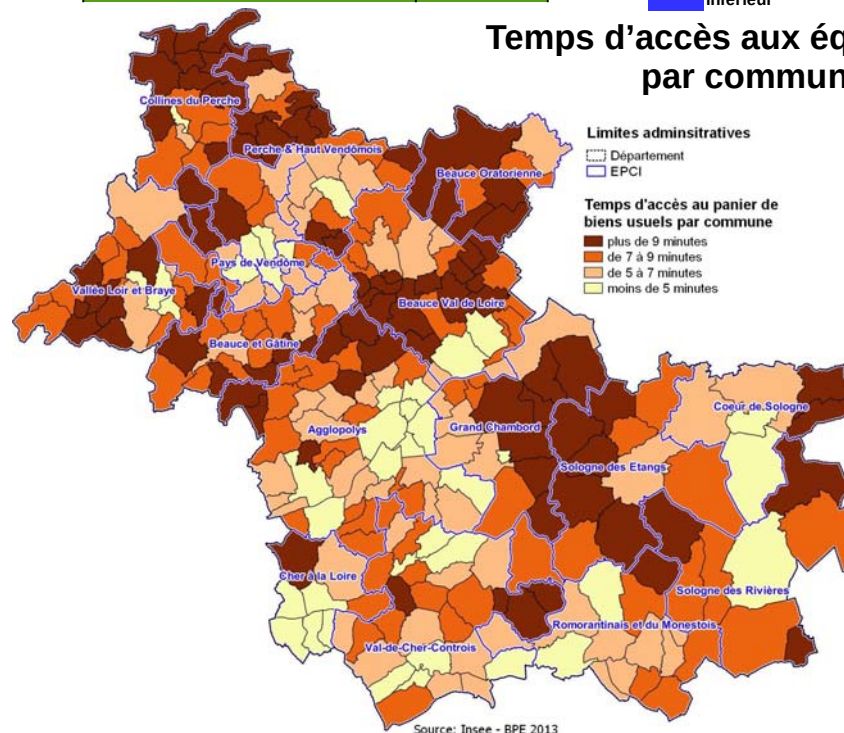 Inférieur
Temps d'accès aux éq
par commun
Limites adminsitratives
Département
EPCI
Temps d'accès au panier de
biens usuels par commune
plus de 9 minutes
de 7 à 9 minutes
de 5 à 7 minutes
moins de 5 minutes
Collines du Perche
Perche & Haut Vendômois
Beauce Oratorienne
Pays de Vendôme
Vallée Loir et Braye
Beauce Val de Loire
Beauce et Gâtine
Coeur de Sologne
Agglopolys
Grand Chambord
Sologne des Etangs
Cher à la Loire
Sologne des Rivières
Romorantinais et du Monestois
Val-de-Cher-Controis
Source: Insee - BPE 2013